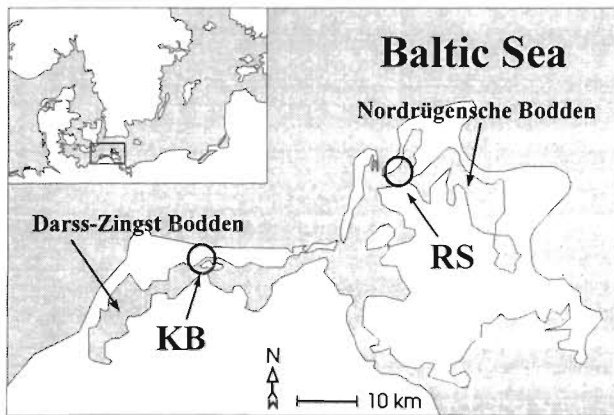 Baltic Sea
Nordrügensche Bodden
Darss-Zingst Bodden
RS
KB
N
10 km